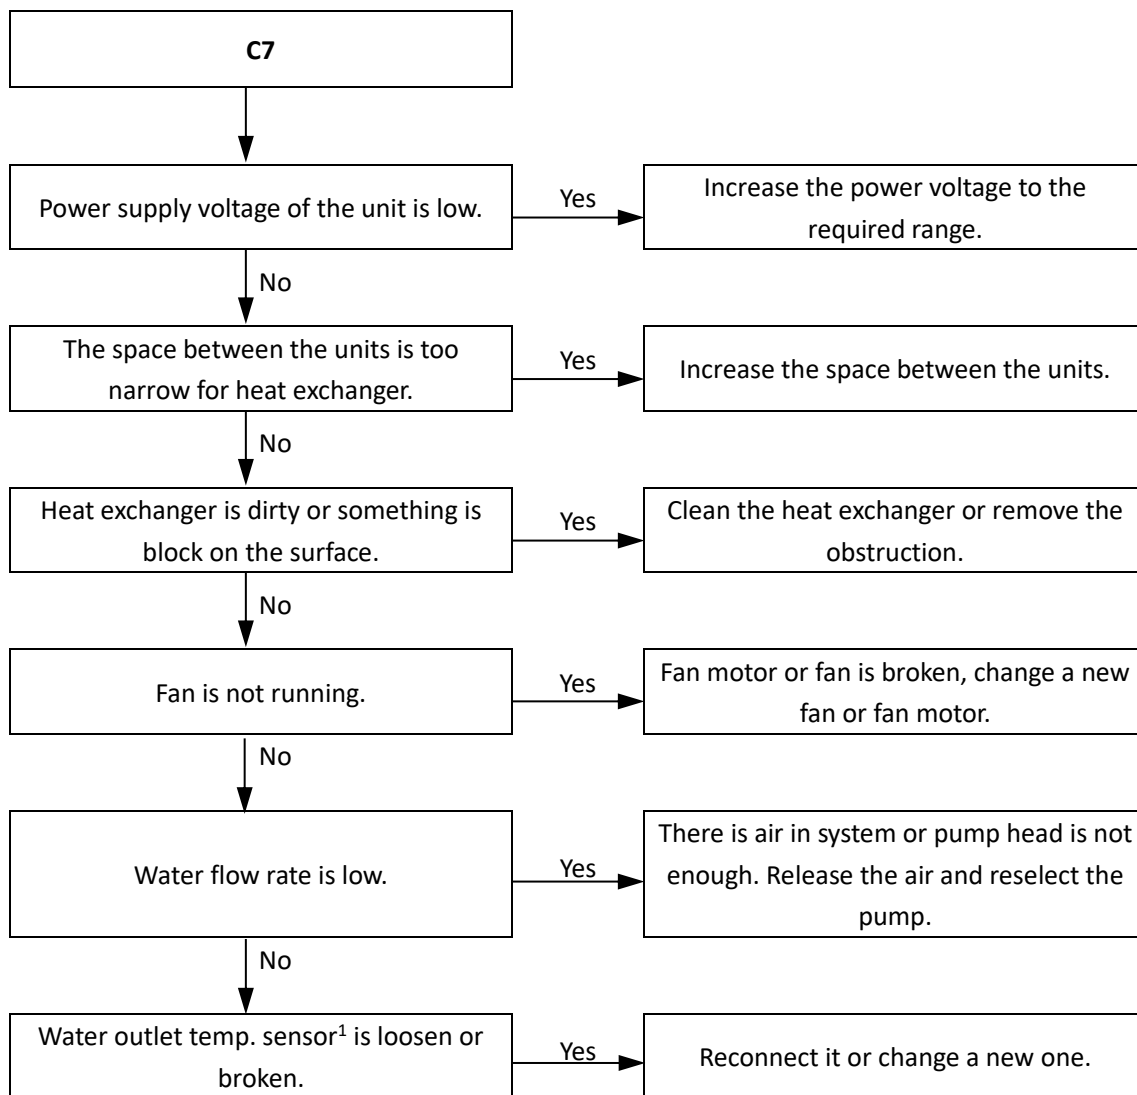 C7
Power supply voltage of the unit is low.
Yes
Increase the power voltage to the
required range.
No
The space between the units is too
narrow for heat exchanger.
Yes
Increase the space between the units.
No
Heat exchanger is dirty or something is
block on the surface.
Yes
Clean the heat exchanger or remove the
obstruction.
No
Fan is not running.
Yes
Fan motor or fan is broken, change a new
fan or fan motor.
No
Water flow rate is low.
Yes
There is air in system or pump head is not
enough. Release the air and reselect the
pump.
No
Water outlet temp. sensor¹ is loosen or
broken.
Yes
Reconnect it or change a new one.